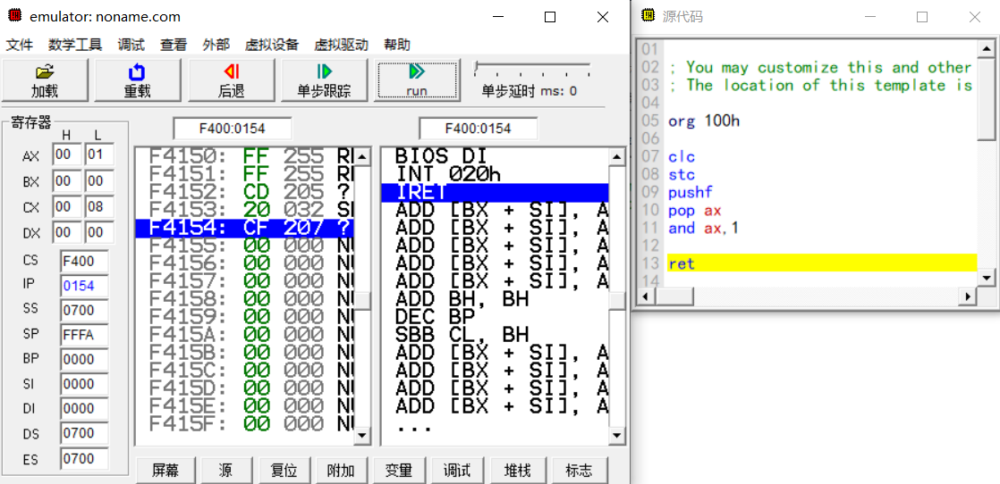 emulator: noname.com
文件 数学工具 调试 查看 外部 虚拟设备 虚拟驱动 帮助
加载 重载 后退 单步跟踪 run 单步延时 ms: 0
寄存器
H L
AX 00 01
BX 00 00
CX 00 08
DX 00 00
CS F400
IP 0154
SS 0700
SP FFFA
BP 0000
SI 0000
DI 0000
DS 0700
ES 0700
F400:0154
F4150: FF 255
F4151: FF 255
F4152: CD 205 ?
F4153: 20 032
F4154: CF 207 ?
F4155: 00 000
F4156: 00 000
F4157: 00 000
F4158: 00 000
F4159: 00 000
F415A: 00 000
F415B: 00 000
F415C: 00 000
F415D: 00 000
F415E: 00 000
F415F: 00 000
F400:0154
BIOS DI
INT 020h
IRET
ADD [BX + SI], A
ADD [BX + SI], A
ADD [BX + SI], A
ADD [BX + SI], A
ADD [BX + SI], A
ADD BH, BH
DEC BP
SBB CL, BH
ADD [BX + SI], A
ADD [BX + SI], A
ADD [BX + SI], A
ADD [BX + SI], A
...
屏幕 源 复位 附加 变量 调试 堆栈 标志
源代码
01
02 ; You may customize this and other
03 ; The location of this template is
04
05 org 100h
06
07 clc
08 stc
09 pushf
10 pop ax
11 and ax,1
12
13 ret
14